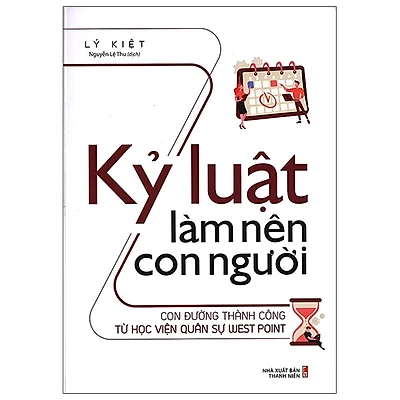 LÝ KIỆT
Nguyễn Lệ Thu (dịch)
Kỷ luật
làm nên
con người
CON ĐƯỜNG THÀNH CÔNG
TỪ HỌC VIỆN QUÂN SỰ WEST POINT
NHÀ XUẤT BẢN
THANH NIÊN